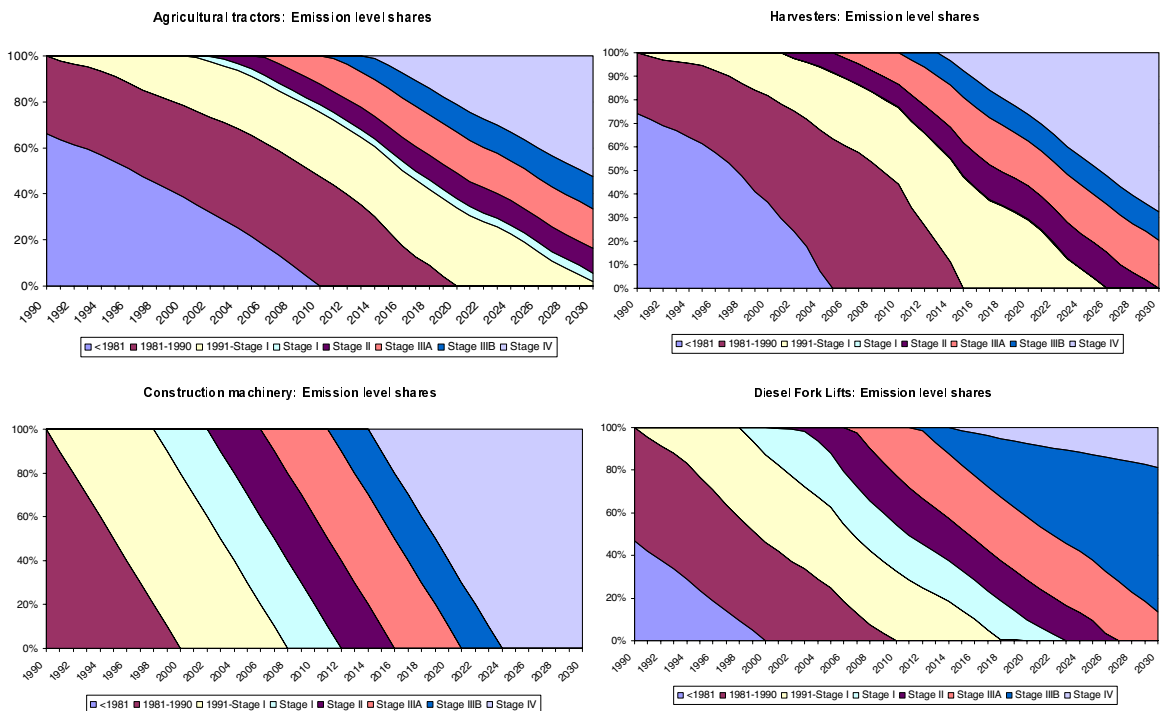 Agricultural tractors: Emission level shares
100%
80%
60%
40%
20%
0%
1990 1992 1994 1996 1998 2000 2002 2004 2006 2008 2010 2012 2014 2016 2018 2020 2022 2024 2026 2028 2030
<1981 1981-1990 1991-Stage I Stage I Stage II Stage IIIA Stage IIIB Stage IV
Harvesters: Emission level shares
100%
90%
80%
70%
60%
50%
40%
30%
20%
10%
0%
1990 1992 1994 1996 1998 2000 2002 2004 2006 2008 2010 2012 2014 2016 2018 2020 2022 2024 2026 2028 2030
<1981 1981-1990 1991-Stage I Stage I Stage II Stage IIIA Stage IIIB Stage IV
Construction machinery: Emission level shares
100%
80%
60%
40%
20%
0%
1990 1992 1994 1996 1998 2000 2002 2004 2006 2008 2010 2012 2014 2016 2018 2020 2022 2024 2026 2028 2030
<1981 1981-1990 1991-Stage I Stage I Stage II Stage IIIA Stage IIIB Stage IV
Diesel Fork Lifts: Emission level shares
100%
80%
60%
40%
20%
0%
1990 1992 1994 1996 1998 2000 2002 2004 2006 2008 2010 2012 2014 2016 2018 2020 2022 2024 2026 2028 2030
<1981 1981-1990 1991-Stage I Stage I Stage II Stage IIIA Stage IIIB Stage IV